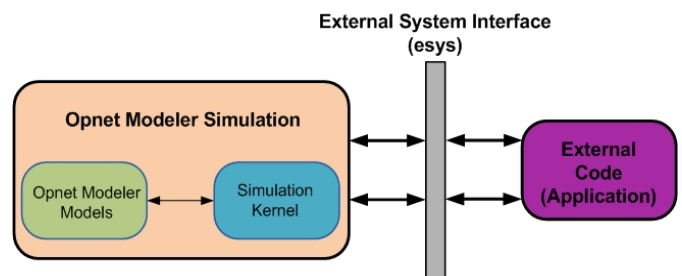 External System Interface
(esys)
Opnet Modeler Simulation
Opnet Modeler
Models
Simulation
Kernel
External
Code
(Application)